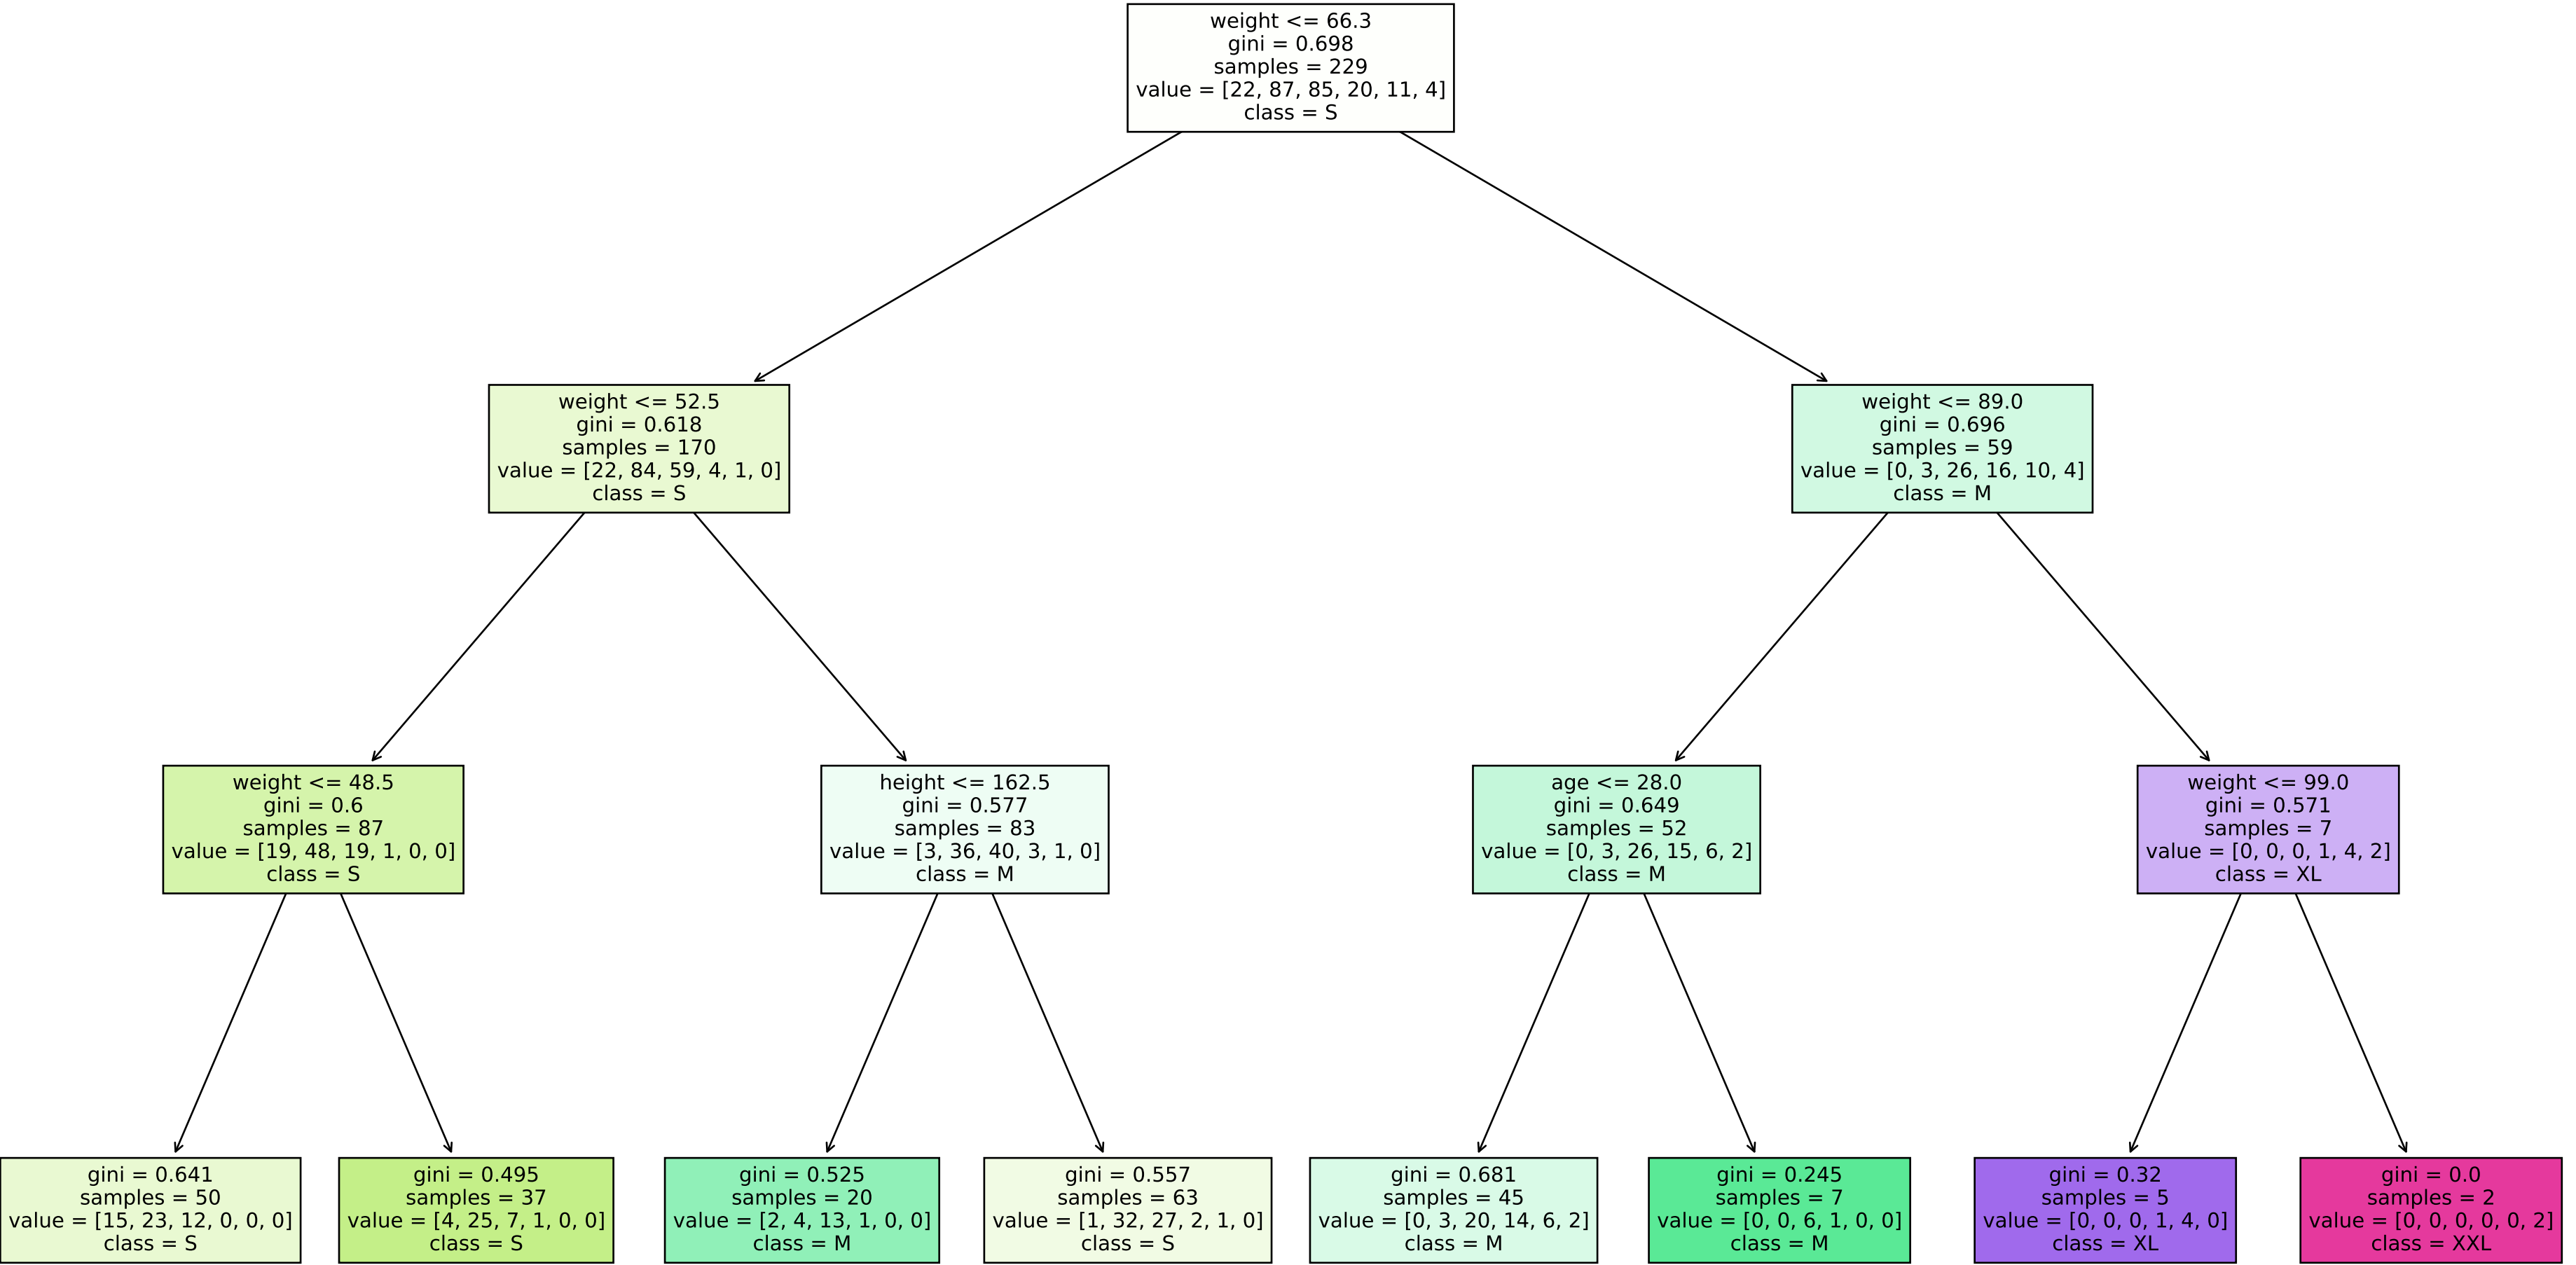 weight <= 66.3
gini = 0.698
samples = 229
value = [22, 87, 85, 20, 11, 4]
class = S
weight <= 52.5
gini = 0.618
samples = 170
value = [22, 84, 59, 4, 1, 0]
class = S
weight <= 89.0
gini = 0.696
samples = 59
value = [0, 3, 26, 16, 10, 4]
class = M
weight <= 48.5
gini = 0.6
samples = 87
value = [19, 48, 19, 1, 0, 0]
class = S
height <= 162.5
gini = 0.577
samples = 83
value = [3, 36, 40, 3, 1, 0]
class = M
age <= 28.0
gini = 0.649
samples = 52
value = [0, 3, 26, 15, 6, 2]
class = M
weight <= 99.0
gini = 0.571
samples = 7
value = [0, 0, 0, 1, 4, 2]
class = XL
gini = 0.641
samples = 50
value = [15, 23, 12, 0, 0, 0]
class = S
gini = 0.495
samples = 37
value = [4, 25, 7, 1, 0, 0]
class = S
gini = 0.525
samples = 20
value = [2, 4, 13, 1, 0, 0]
class = M
gini = 0.557
samples = 63
value = [1, 32, 27, 2, 1, 0]
class = S
gini = 0.681
samples = 45
value = [0, 3, 20, 14, 6, 2]
class = M
gini = 0.245
samples = 7
value = [0, 0, 6, 1, 0, 0]
class = M
gini = 0.32
samples = 5
value = [0, 0, 0, 1, 4, 0]
class = XL
gini = 0.0
samples = 2
value = [0, 0, 0, 0, 0, 2]
class = XXL